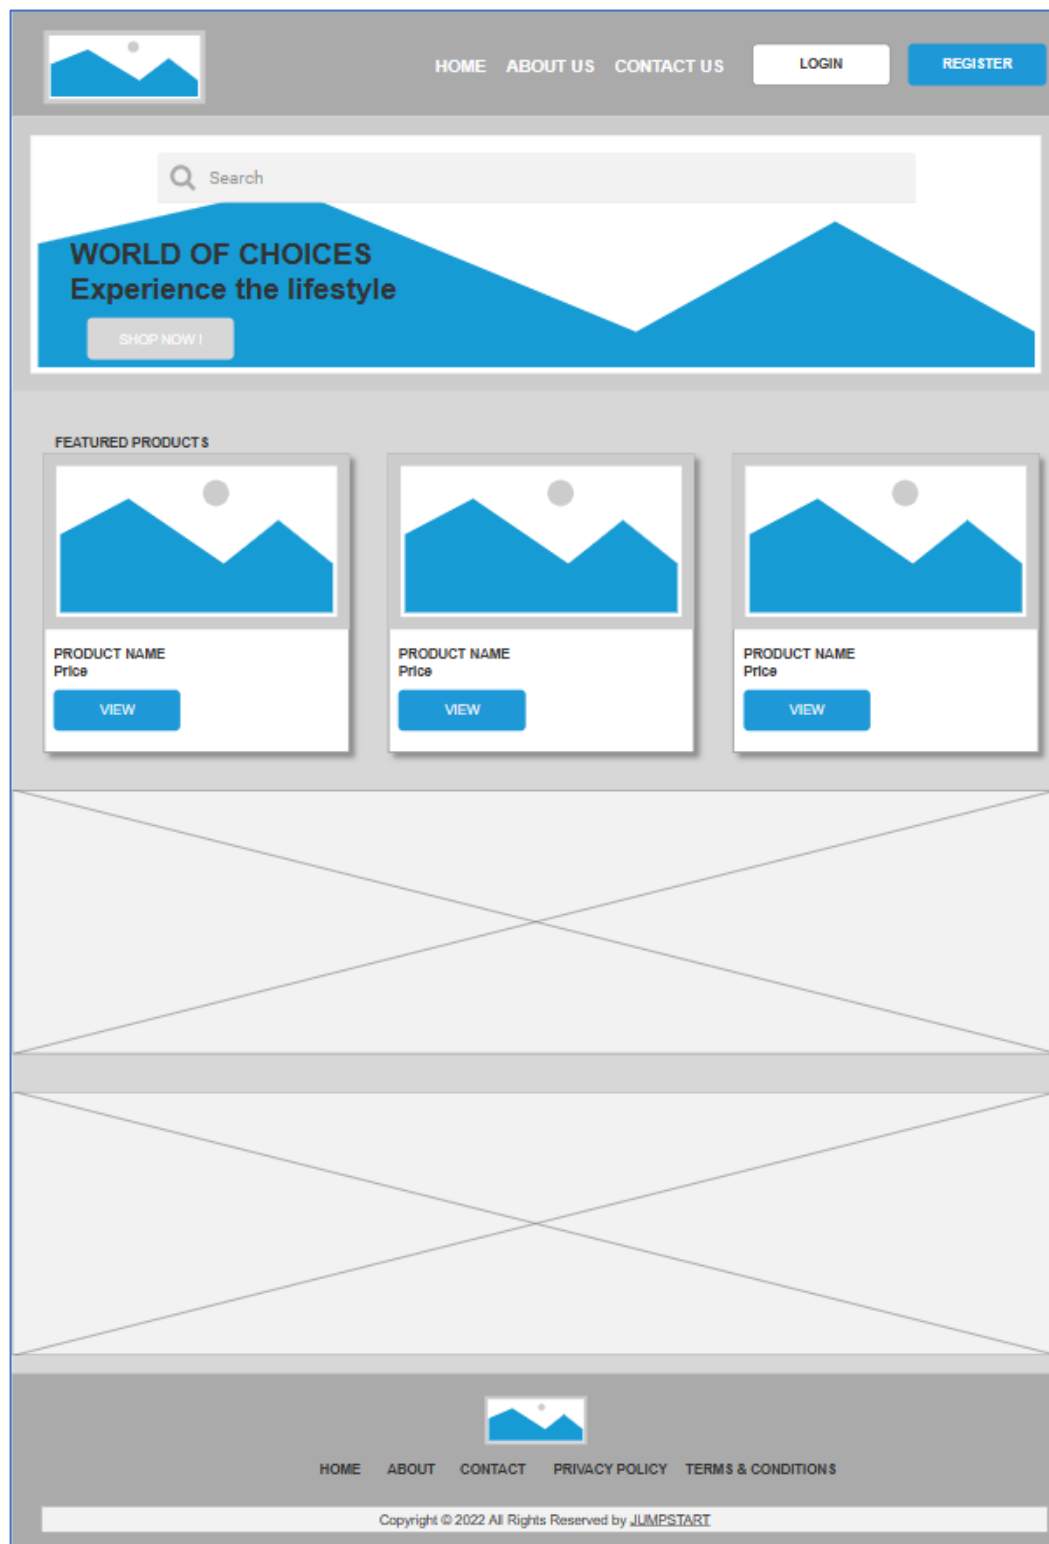 HOME ABOUT US CONTACT US LOGIN REGISTER
Search
WORLD OF CHOICES
Experience the lifestyle
SHOP NOW !
FEATURED PRODUCTS
PRODUCT NAME
Price
VIEW
PRODUCT NAME
Price
VIEW
PRODUCT NAME
Price
VIEW
HOME ABOUT CONTACT PRIVACY POLICY TERMS & CONDITIONS
Copyright © 2022 All Rights Reserved by JUMPSTART